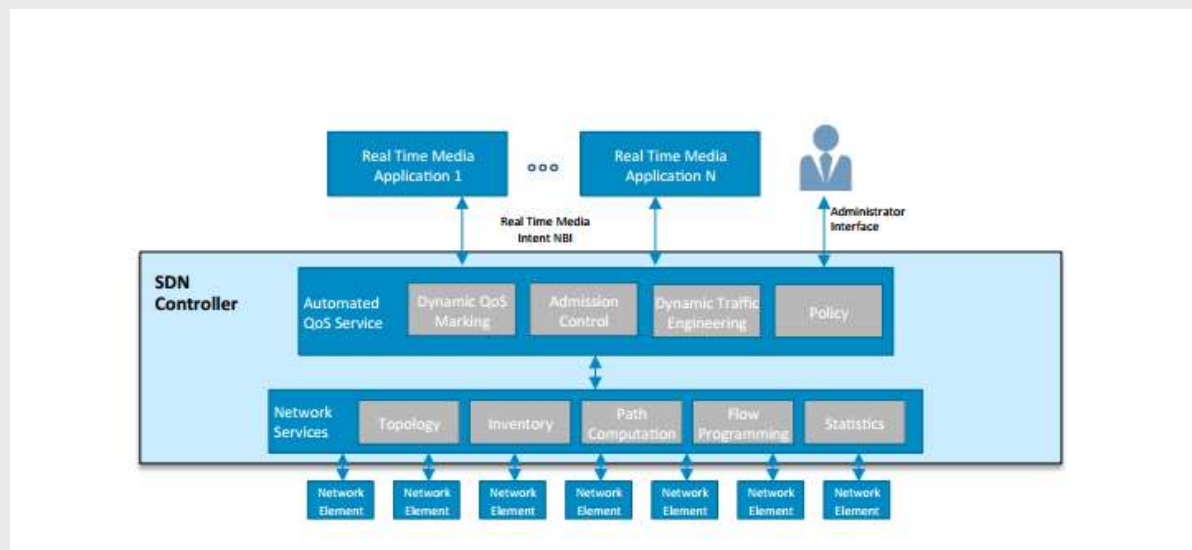 Real Time Media
Application 1
ooo
Real Time Media
Application N
Real Time Media
Intent NBI
Administrator
Interface
SDN
Controller
Automated
QoS Service
Dynamic QoS
Marking
Admission
Control
Dynamic Traffic
Engineering
Policy
Network
Services
Topology
Inventory
Path
Computation
Flow
Programming
Statistics
Network
Element
Network
Element
Network
Element
Network
Element
Network
Element
Network
Element
Network
Element